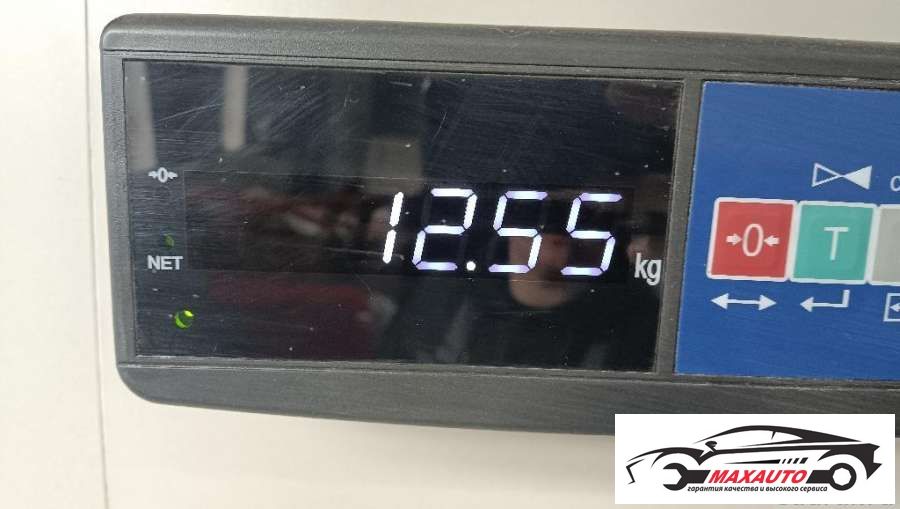 →0←
12.55
kg
NET
→0←
T
MAXAUTO
гарантия качества и высокого сервиса